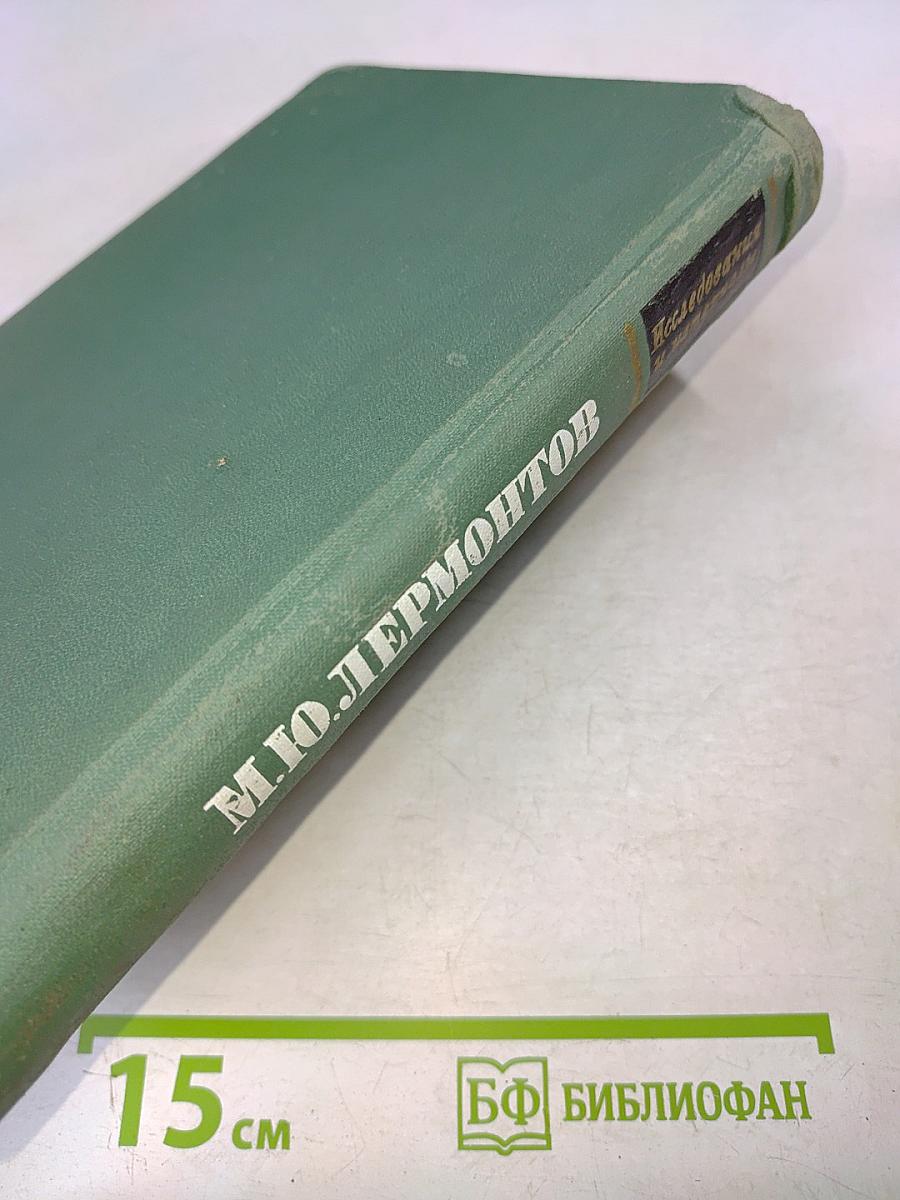 М.Ю.ЛЕРМОНТОВ
Исследования
и
15 см
БФ БИБЛИОФАН